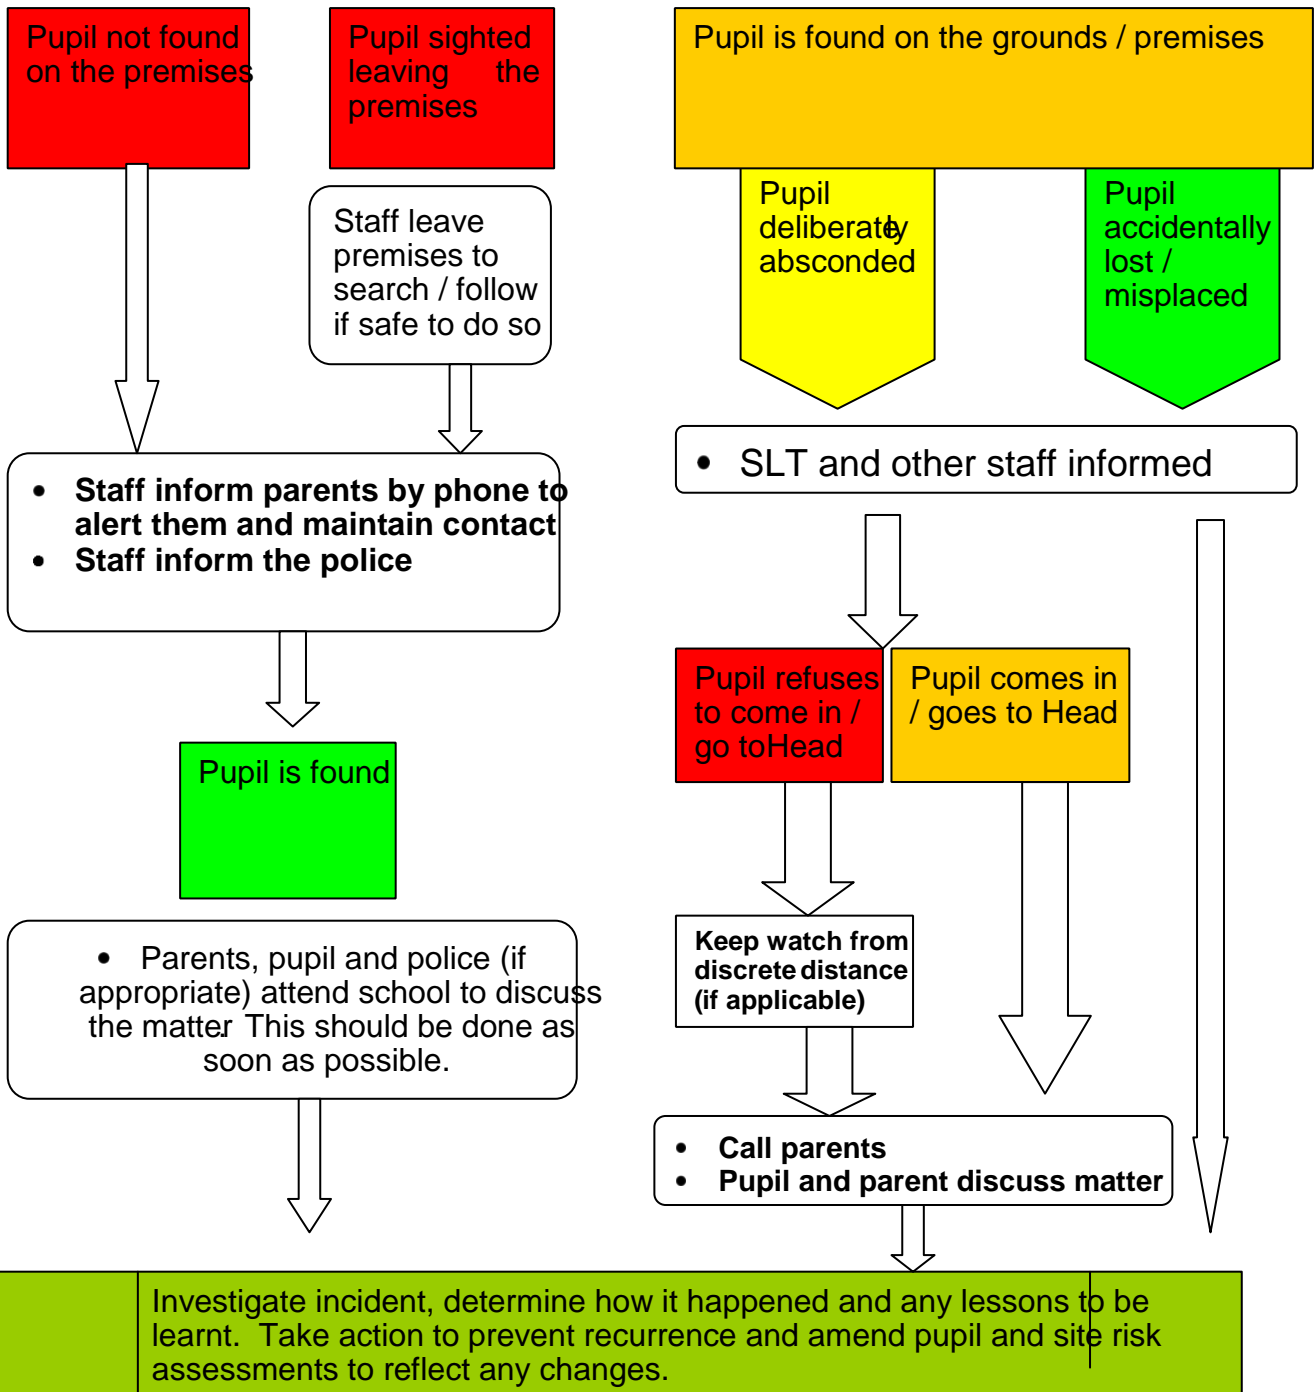 Pupil not found
on the premises
Pupil sighted
leaving the
premises
Pupil is found on the grounds / premises
Staff leave
premises to
search / follow
if safe to do so
Pupil
deliberately
absconded
Pupil
accidentally
lost /
misplaced
• Staff inform parents by phone to
alert them and maintain contact
• Staff inform the police
• SLT and other staff informed
Pupil is found
Pupil refuses
to come in /
go toHead
Pupil comes in
/ goes to Head
• Parents, pupil and police (if
appropriate) attend school to discuss
the matter. This should be done as
soon as possible.
Keep watch from
discrete distance
(if applicable)
• Call parents
• Pupil and parent discuss matter
Investigate incident, determine how it happened and any lessons to be
learnt. Take action to prevent recurrence and amend pupil and site risk
assessments to reflect any changes.